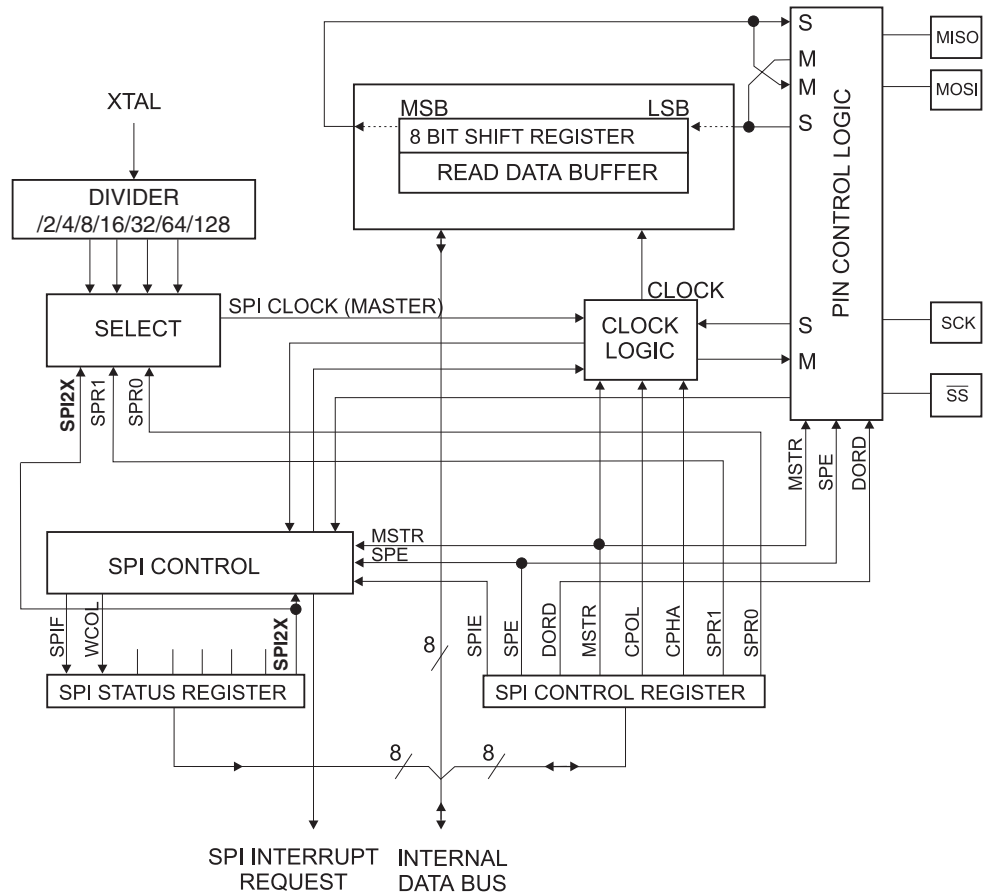 S
MISO
M
MOSI
M
S
MSB
LSB
8 BIT SHIFT REGISTER
READ DATA BUFFER
PIN CONTROL LOGIC
XTAL
DIVIDER
/2/4/8/16/32/64/128
SPI CLOCK (MASTER)
CLOCK
SELECT
CLOCK
LOGIC
S
M
SCK
SS
SPI2X
SPR1
SPR0
MSTR
SPE
DORD
MSTR
SPE
SPI CONTROL
SPIF
WCOL
SPI2X
8
SPIE
SPE
DORD
MSTR
CPOL
CPHA
SPR1
SPR0
SPI STATUS REGISTER
SPI CONTROL REGISTER
8
8
SPI INTERRUPT
REQUEST
INTERNAL
DATA BUS